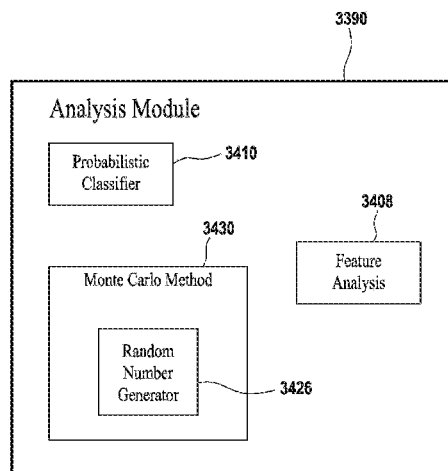 3390
Analysis Module
Probabilistic
Classifier
3410
3430
3408
Monte Carlo Method
Feature
Analysis
Random
Number
Generator
3426